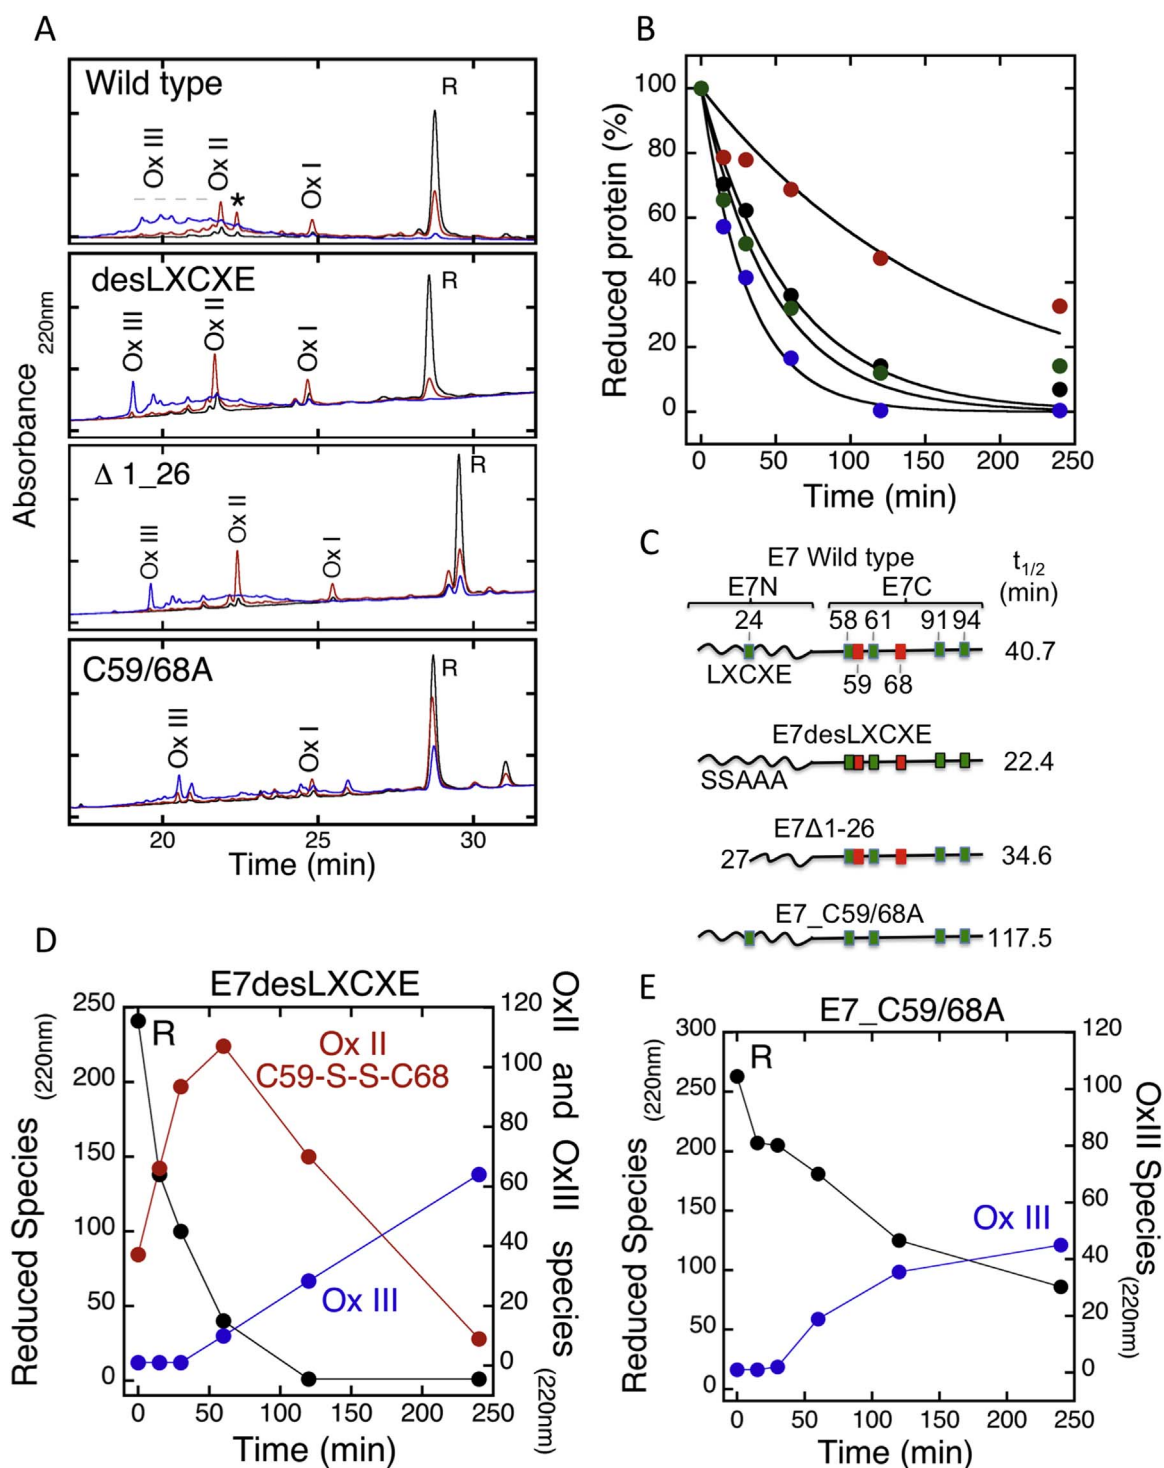 A
Wild type
R
Ox III
Ox II
*
Ox I
desLXCXE
R
Ox III
Ox II
Ox I
Δ 1_26
R
Ox III
Ox II
Ox I
C59/68A
R
Ox III
Ox I
Absorbance 220nm
20 25 30
Time (min)
B
100
80
60
40
20
0
Reduced protein (%)
0 50 100 150 200 250
Time (min)
C
E7 Wild type
t1/2
(min)
E7N E7C
24 58 61 91 94
40.7
LXCXE
59 68
E7desLXCXE
22.4
SSAAA
E7Δ1-26
27
34.6
E7_C59/68A
117.5
D
E7desLXCXE
250
200
150
100
50
0
Reduced Species (220nm)
R
Ox II
C59-S-S-C68
Ox III
120
100
80
60
40
20
0
OxII and OxIII species (220nm)
0 50 100 150 200 250
Time (min)
E
E7_C59/68A
300
250
200
150
100
50
0
Reduced Species (220nm)
R
Ox III
120
100
80
60
40
20
0
OxIII Species (220nm)
0 50 100 150 200 250
Time (min)